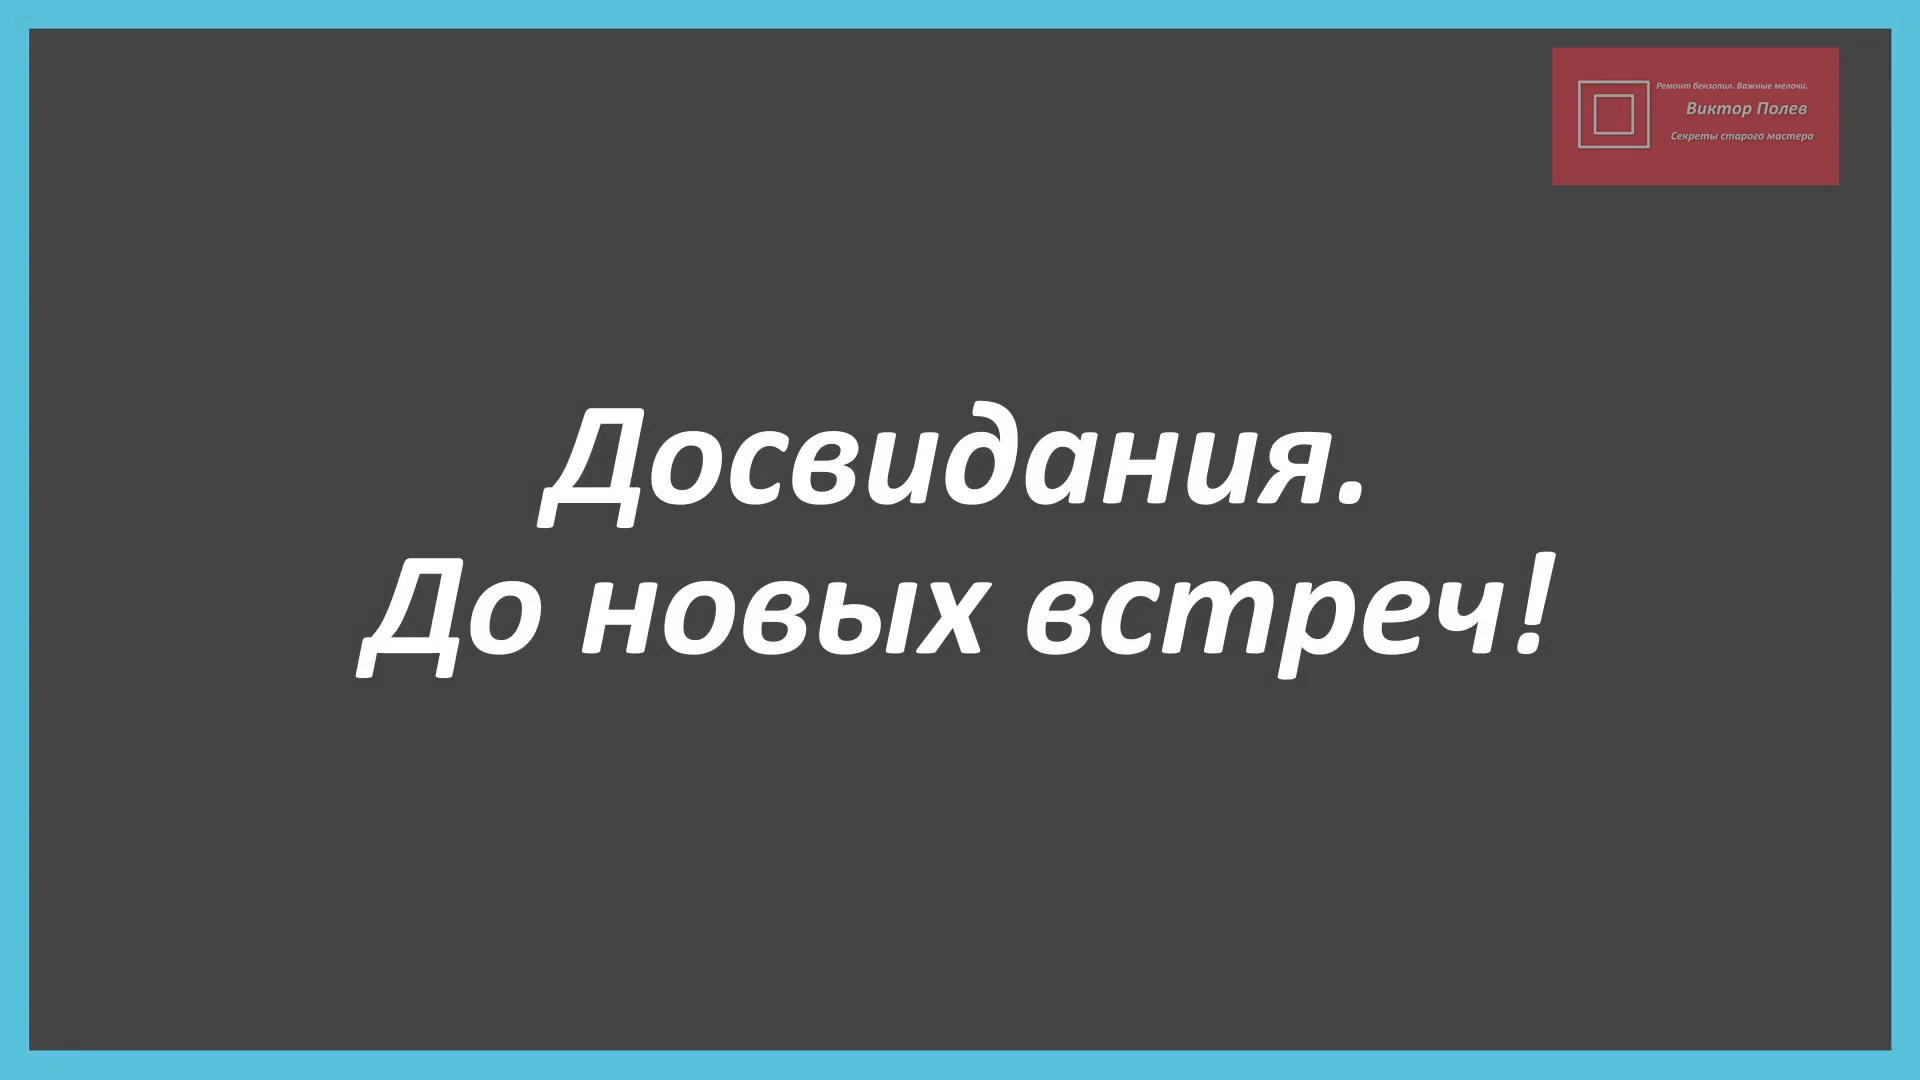 Ремонт бензопил. Важные мелочи.
Виктор Полев
Секреты старого мастера
Досвидания.
До новых встреч!